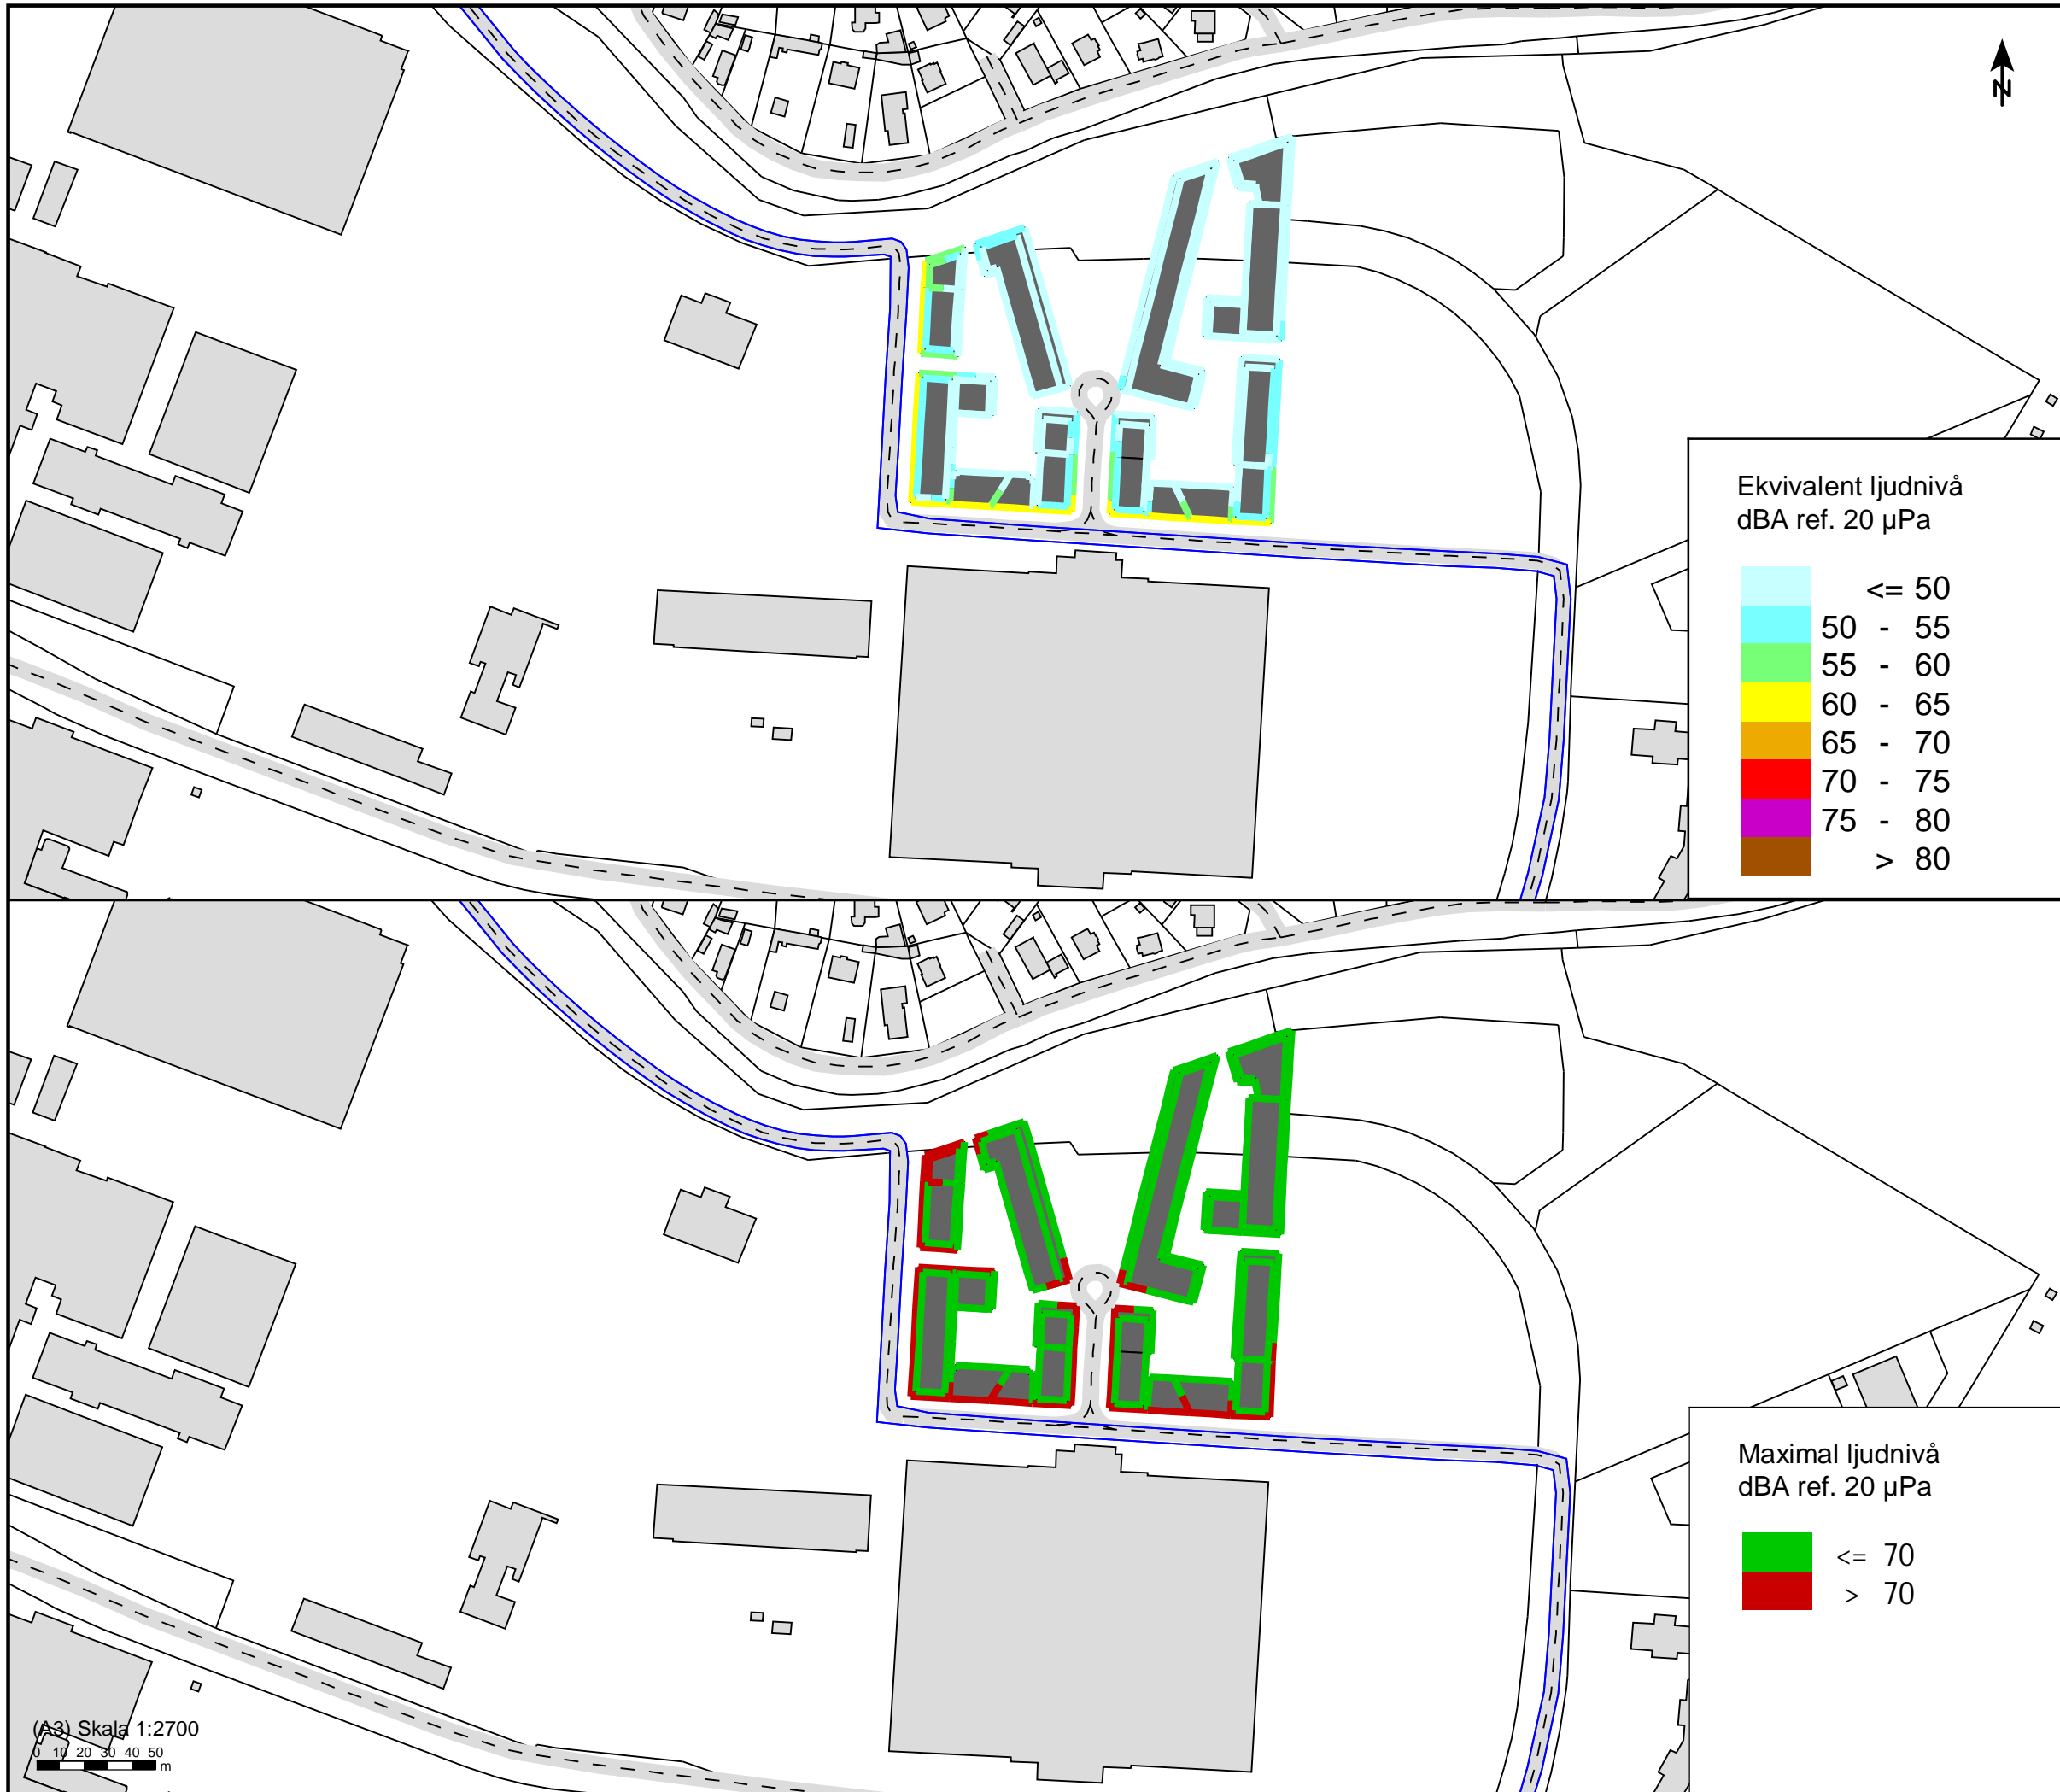 N
Ekvivalent ljudnivå
dBA ref. 20 µPa
<= 50
50 - 55
55 - 60
60 - 65
65 - 70
70 - 75
75 - 80
> 80
Maximal ljudnivå
dBA ref. 20 µPa
<= 70
> 70
(A3) Skala 1:2700
0 10 20 30 40 50
m